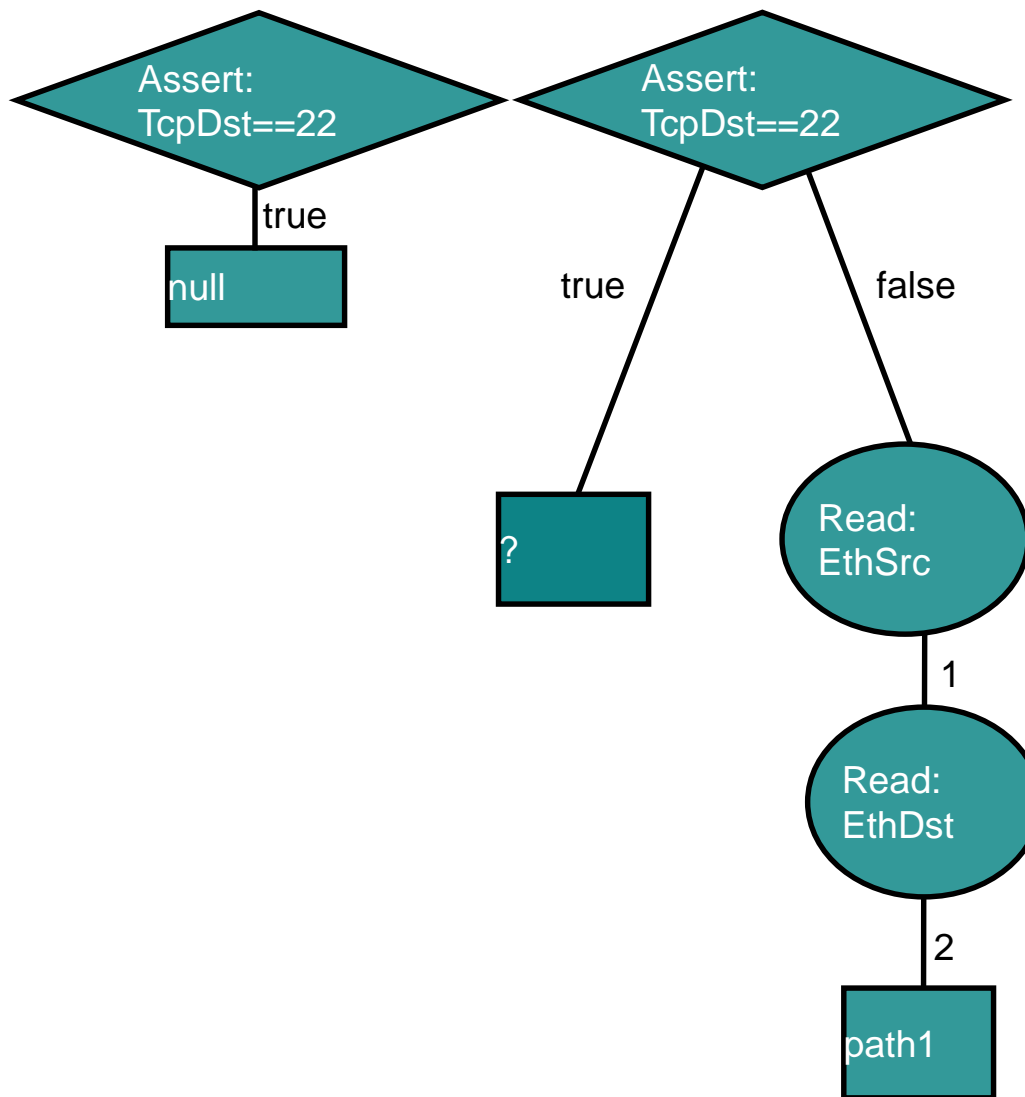 Assert:
TcpDst==22
true
null
Assert:
TcpDst==22
true
false
?
Read:
EthSrc
1
Read:
EthDst
2
path1